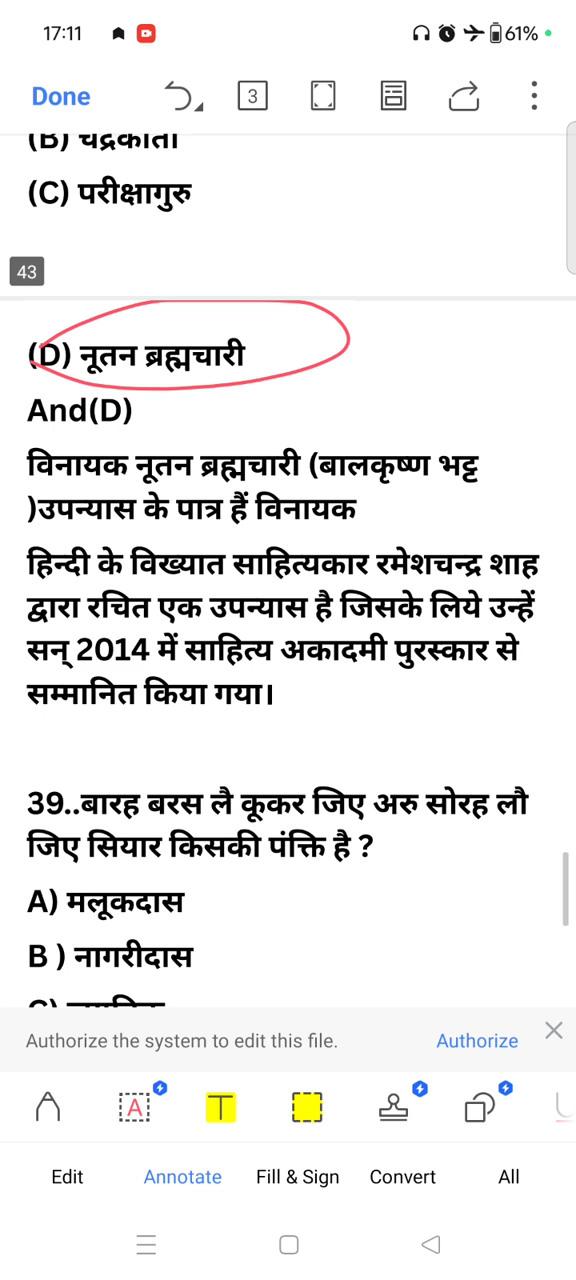 17:11
61%
Done
3
(B) चंद्रकांता
(C) परीक्षागुरु
43
(D) नूतन ब्रह्मचारी
And(D)
विनायक नूतन ब्रह्मचारी (बालकृष्ण भट्ट
)उपन्यास के पात्र हैं विनायक
हिन्दी के विख्यात साहित्यकार रमेशचन्द्र शाह
द्वारा रचित एक उपन्यास है जिसके लिये उन्हें
सन् 2014 में साहित्य अकादमी पुरस्कार से
सम्मानित किया गया।
39..बारह बरस लै कूकर जिए अरु सोरह लौ
जिए सियार किसकी पंक्ति है ?
A) मलूकदास
B ) नागरीदास
Authorize the system to edit this file.
Authorize
A
T
Edit
Annotate
Fill & Sign
Convert
All